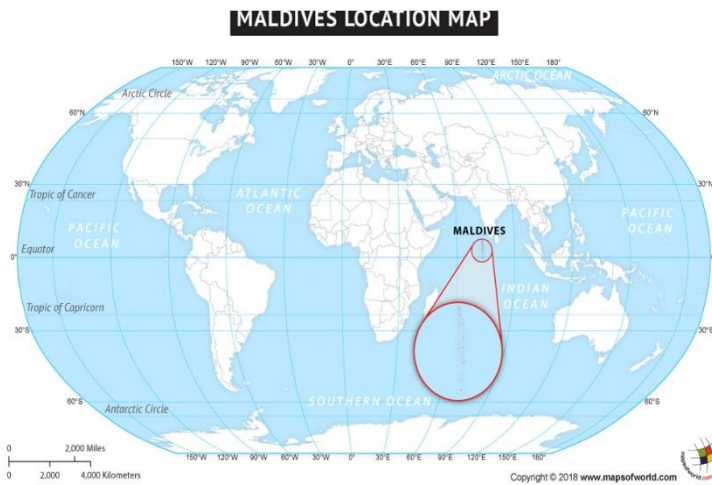 MALDIVES LOCATION MAP
150°W 120°W 90°W 60°W 30°W 0° 30°E 60°E 90°E 120°E 150°E 180°
ARCTIC OCEAN
Arctic Circle
60°N 60°N
30°N 30°N
Tropic of Cancer
ATLANTIC
OCEAN
PACIFIC
OCEAN
PACIFIC
OCEAN
MALDIVES
Equator
0° 0°
INDIAN
OCEAN
Tropic of Capricorn
30°S 30°S
SOUTHERN OCEAN
60°S 60°S
Antarctic Circle
150°W 120°W 90°W 60°W 30°W 0° 30°E 60°E 90°E 120°E 150°E 180°
0 2,000 Miles
0 2,000 4,000 Kilometers
Copyright © 2018 www.mapsofworld.com